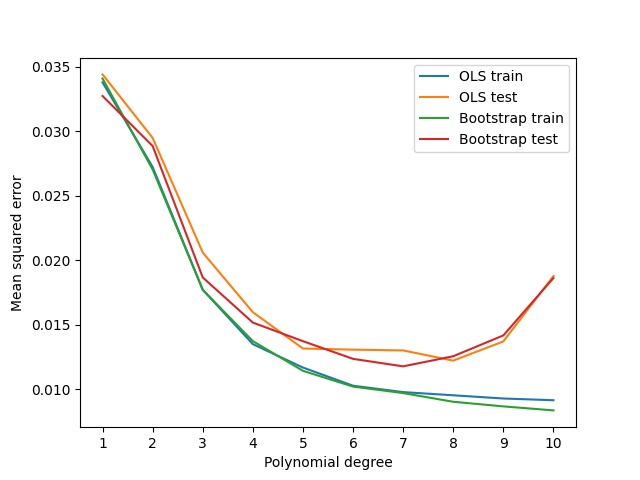 0.035
0.030
0.025
0.020
0.015
0.010
Mean squared error
OLS train
OLS test
Bootstrap train
Bootstrap test
1 2 3 4 5 6 7 8 9 10
Polynomial degree